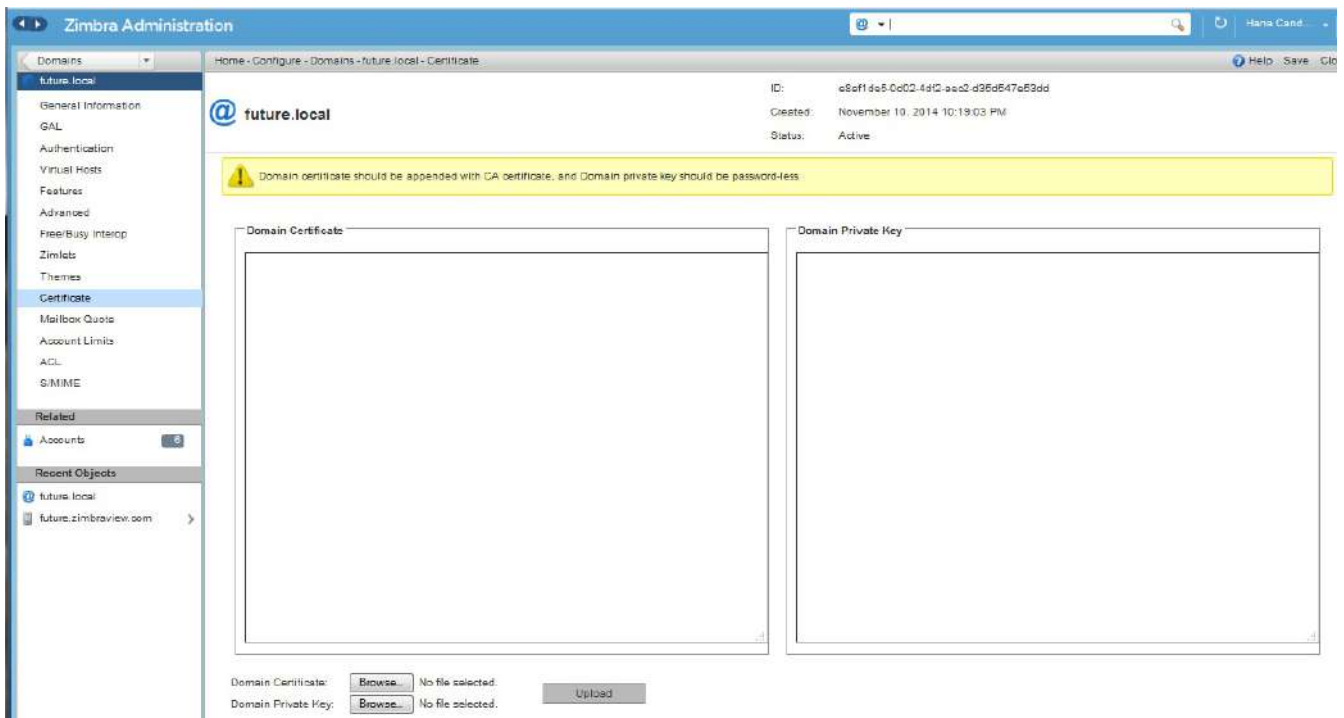 Zimbra Administration
Hana Cand...
Domains
Home - Configure - Domains - future.local - Certificate
Help Save Clo
future.local
General Information
GAL
Authentication
Virtual Hosts
Features
Advanced
Free/Busy Interop
Zimlets
Themes
Certificate
Mailbox Quota
Account Limits
ACL
S/MIME
Related
Accounts 6
Recent Objects
future.local
future.zimbraview.com
@ future.local
ID:
Created: November 10, 2014 10:19:03 PM
Status: Active
Domain certificate should be appended with CA certificate, and Domain private key should be password-less
Domain Certificate
Domain Private Key
Domain Certificate: Browse... No file selected.
Domain Private Key: Browse... No file selected.
Upload